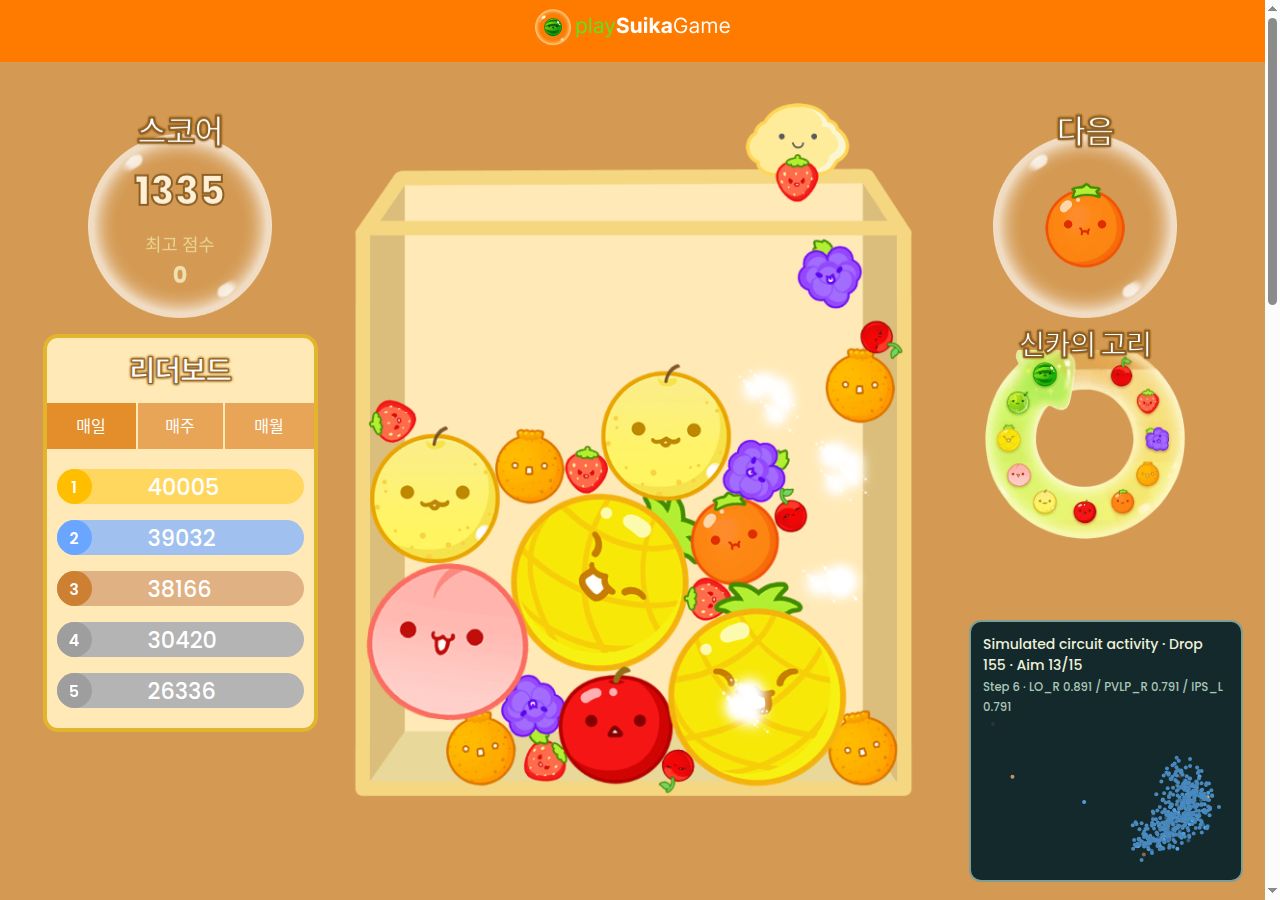 playSuikaGame
스코어
1335
최고 점수
0
리더보드
매일 매주 매월
1 40005
2 39032
3 38166
4 30420
5 26336
다음
신카의 고리
Simulated circuit activity · Drop
155 · Aim 13/15
Step 6 · LO_R 0.891 / PVLP_R 0.791 / IPS_L
0.791